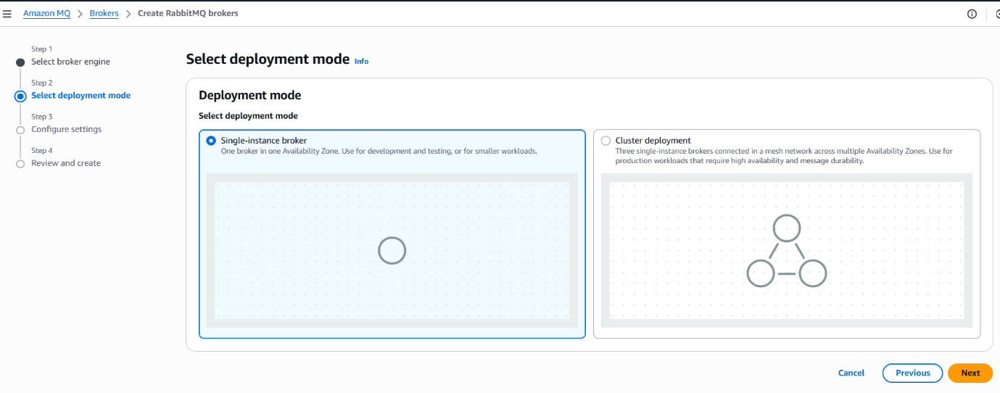 Amazon MQ > Brokers > Create RabbitMQ brokers
Step 1
Select broker engine
Step 2
Select deployment mode
Step 3
Configure settings
Step 4
Review and create
Select deployment mode Info
Deployment mode
Select deployment mode
Single-instance broker
One broker in one Availability Zone. Use for development and testing, or for smaller workloads.
Cluster deployment
Three single-instance brokers connected in a mesh network across multiple Availability Zones. Use for
production workloads that require high availability and message durability.
Cancel Previous Next